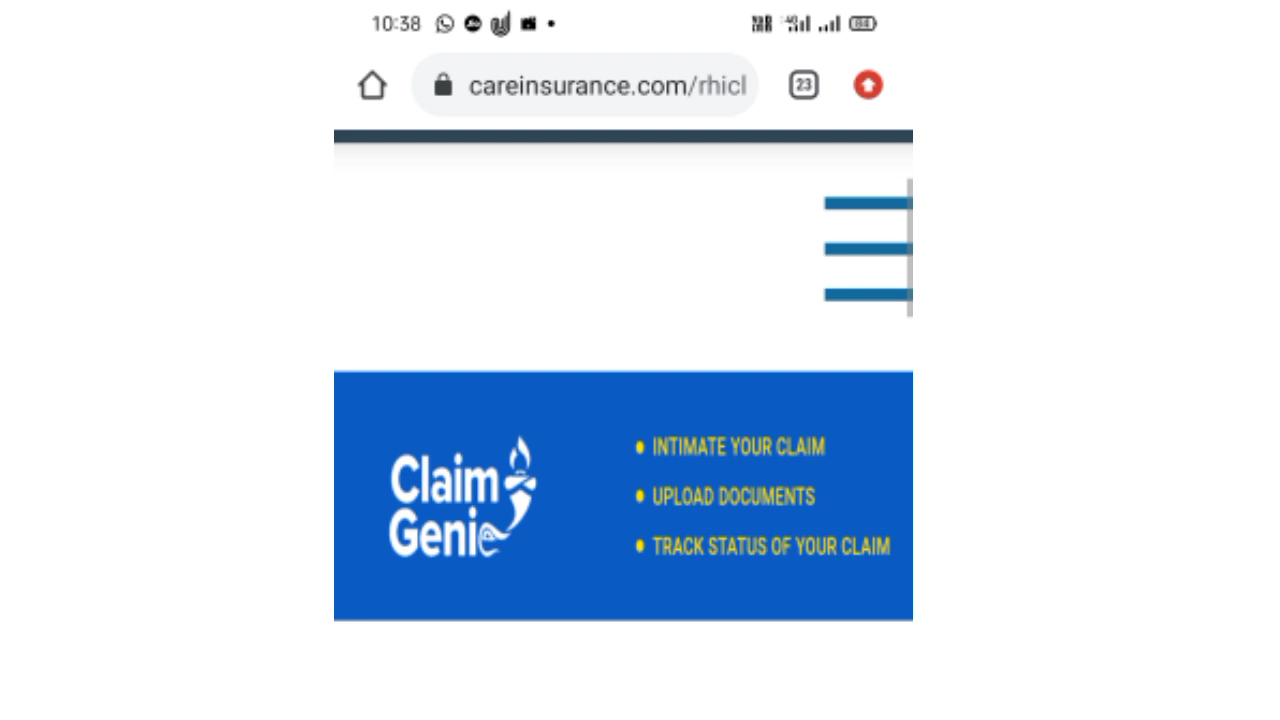 10:38
careinsurance.com/rhicl
23
Claim
Genie
• INTIMATE YOUR CLAIM
• UPLOAD DOCUMENTS
• TRACK STATUS OF YOUR CLAIM